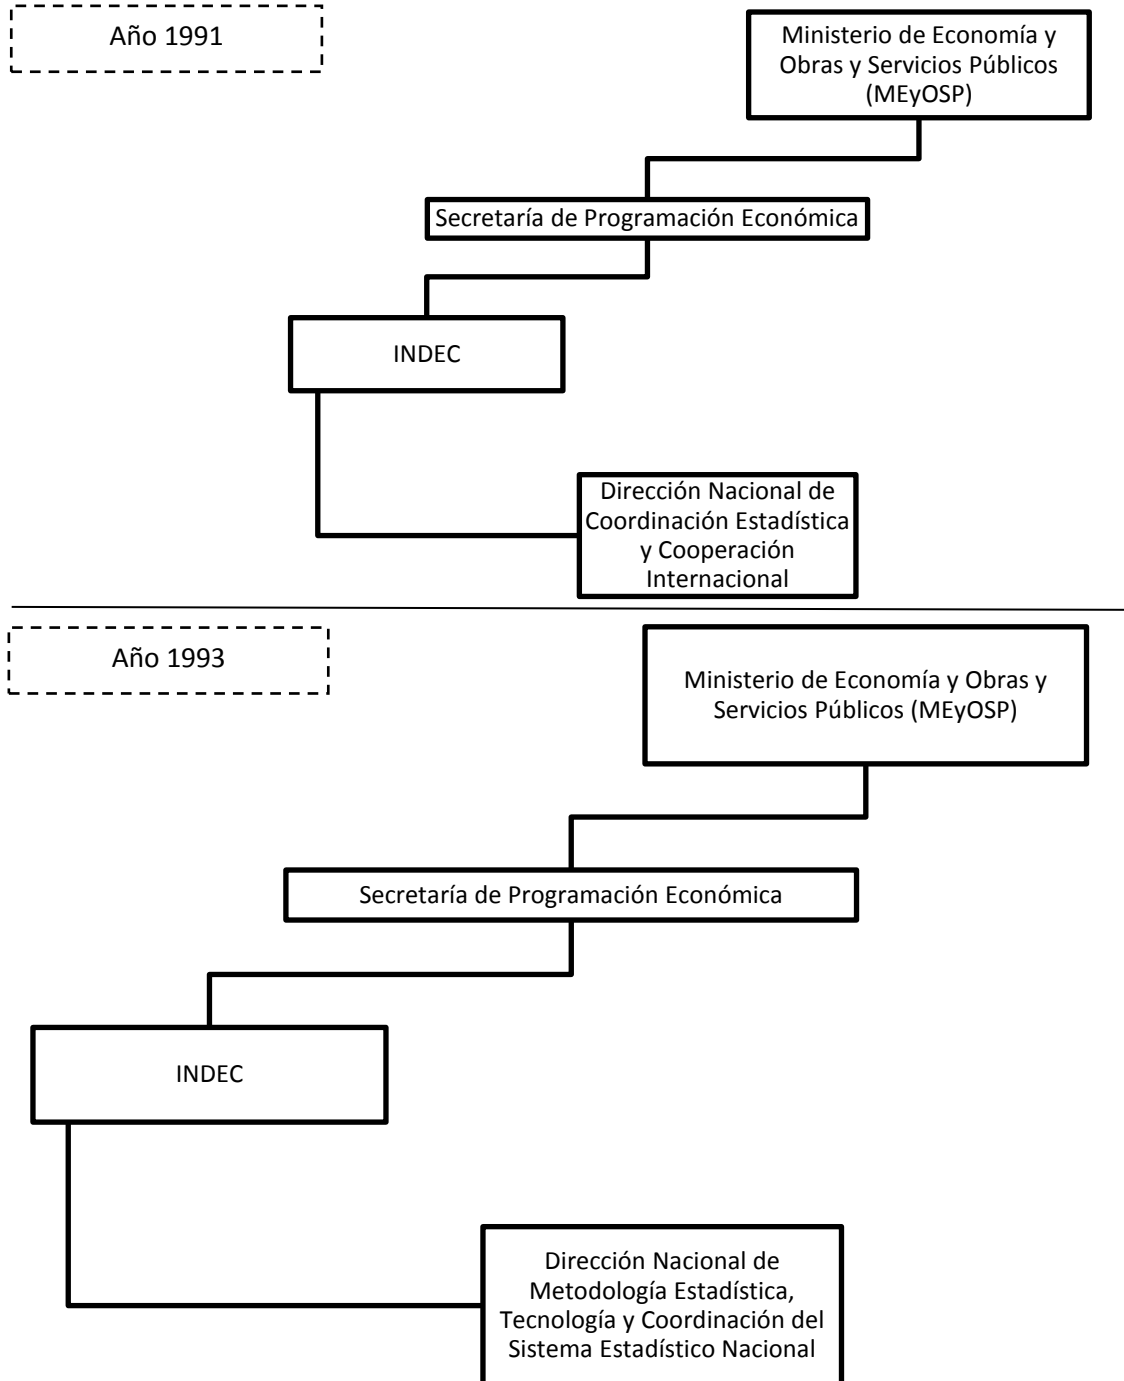 Año 1991
Ministerio de Economía y
Obras y Servicios Públicos
(MEyOSP)
Secretaría de Programación Económica
INDEC
Dirección Nacional de
Coordinación Estadística
y Cooperación
Internacional
Año 1993
Ministerio de Economía y Obras y
Servicios Públicos (MEyOSP)
Secretaría de Programación Económica
INDEC
Dirección Nacional de
Metodología Estadística,
Tecnología y Coordinación del
Sistema Estadístico Nacional